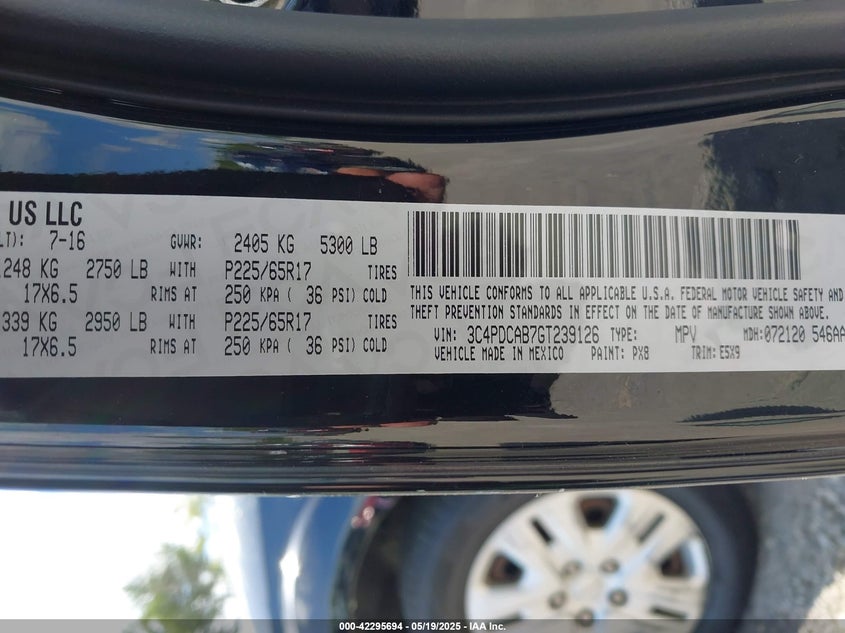 US LLC
LT): 7-16 GVWR: 2405 KG 5300 LB
248 KG 2750 LB WITH P225/65R17 TIRES
17X6.5 RIMS AT 250 KPA ( 36 PSI) COLD
339 KG 2950 LB WITH P225/65R17 TIRES
17X6.5 RIMS AT 250 KPA ( 36 PSI) COLD
THIS VEHICLE CONFORMS TO ALL APPLICABLE U.S.A. FEDERAL MOTOR VEHICLE SAFETY AND
THEFT PREVENTION STANDARDS IN EFFECT ON THE DATE OF MANUFACTURE SHOWN ABOVE.
VIN: 3C4PDCAB7GT239126 TYPE: MPV MDH: 072120 546AA
VEHICLE MADE IN MEXICO PAINT: PX8 TRIM: E5X9
000-42295694 - 05/19/2025 - IAA Inc.